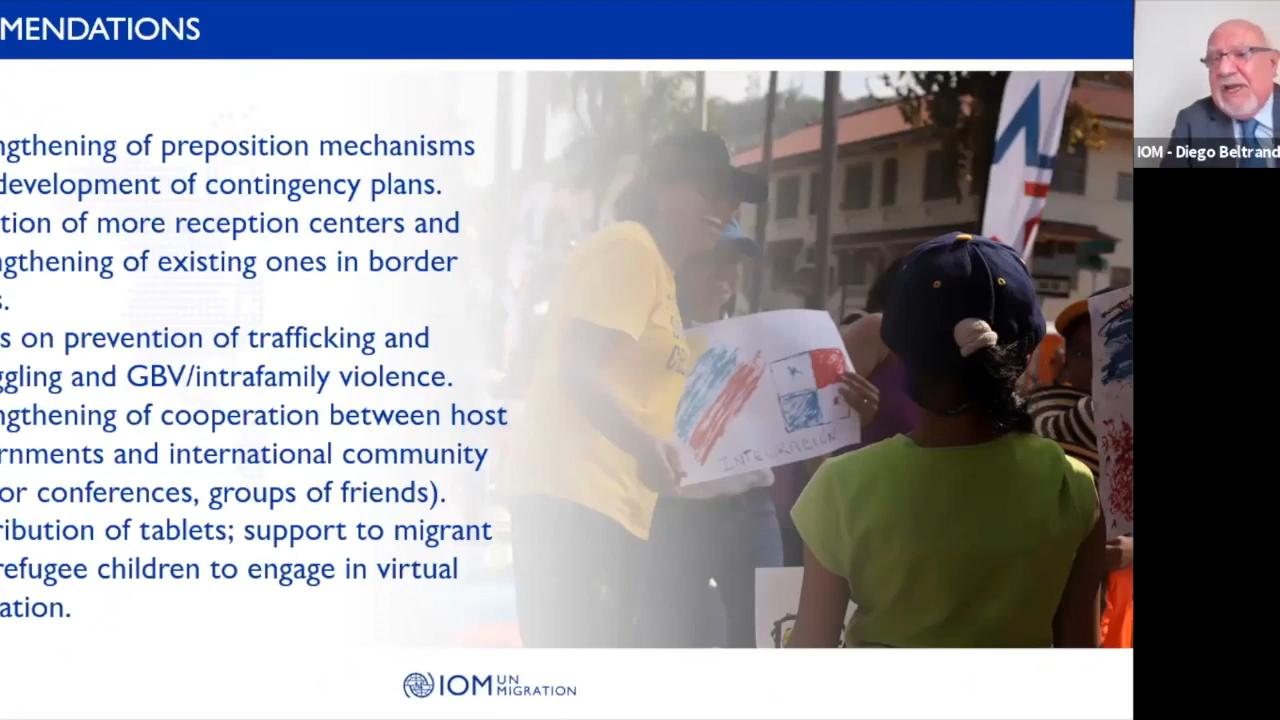 MENDATIONS
IOM - Diego Beltrand
ngthening of preposition mechanisms
development of contingency plans.
tion of more reception centers and
ngthening of existing ones in border
s.
s on prevention of trafficking and
ggling and GBV/intrafamily violence.
ngthening of cooperation between host
rnments and international community
or conferences, groups of friends).
ribution of tablets; support to migrant
refugee children to engage in virtual
ation.
INTEGRACION
IOM UN MIGRATION